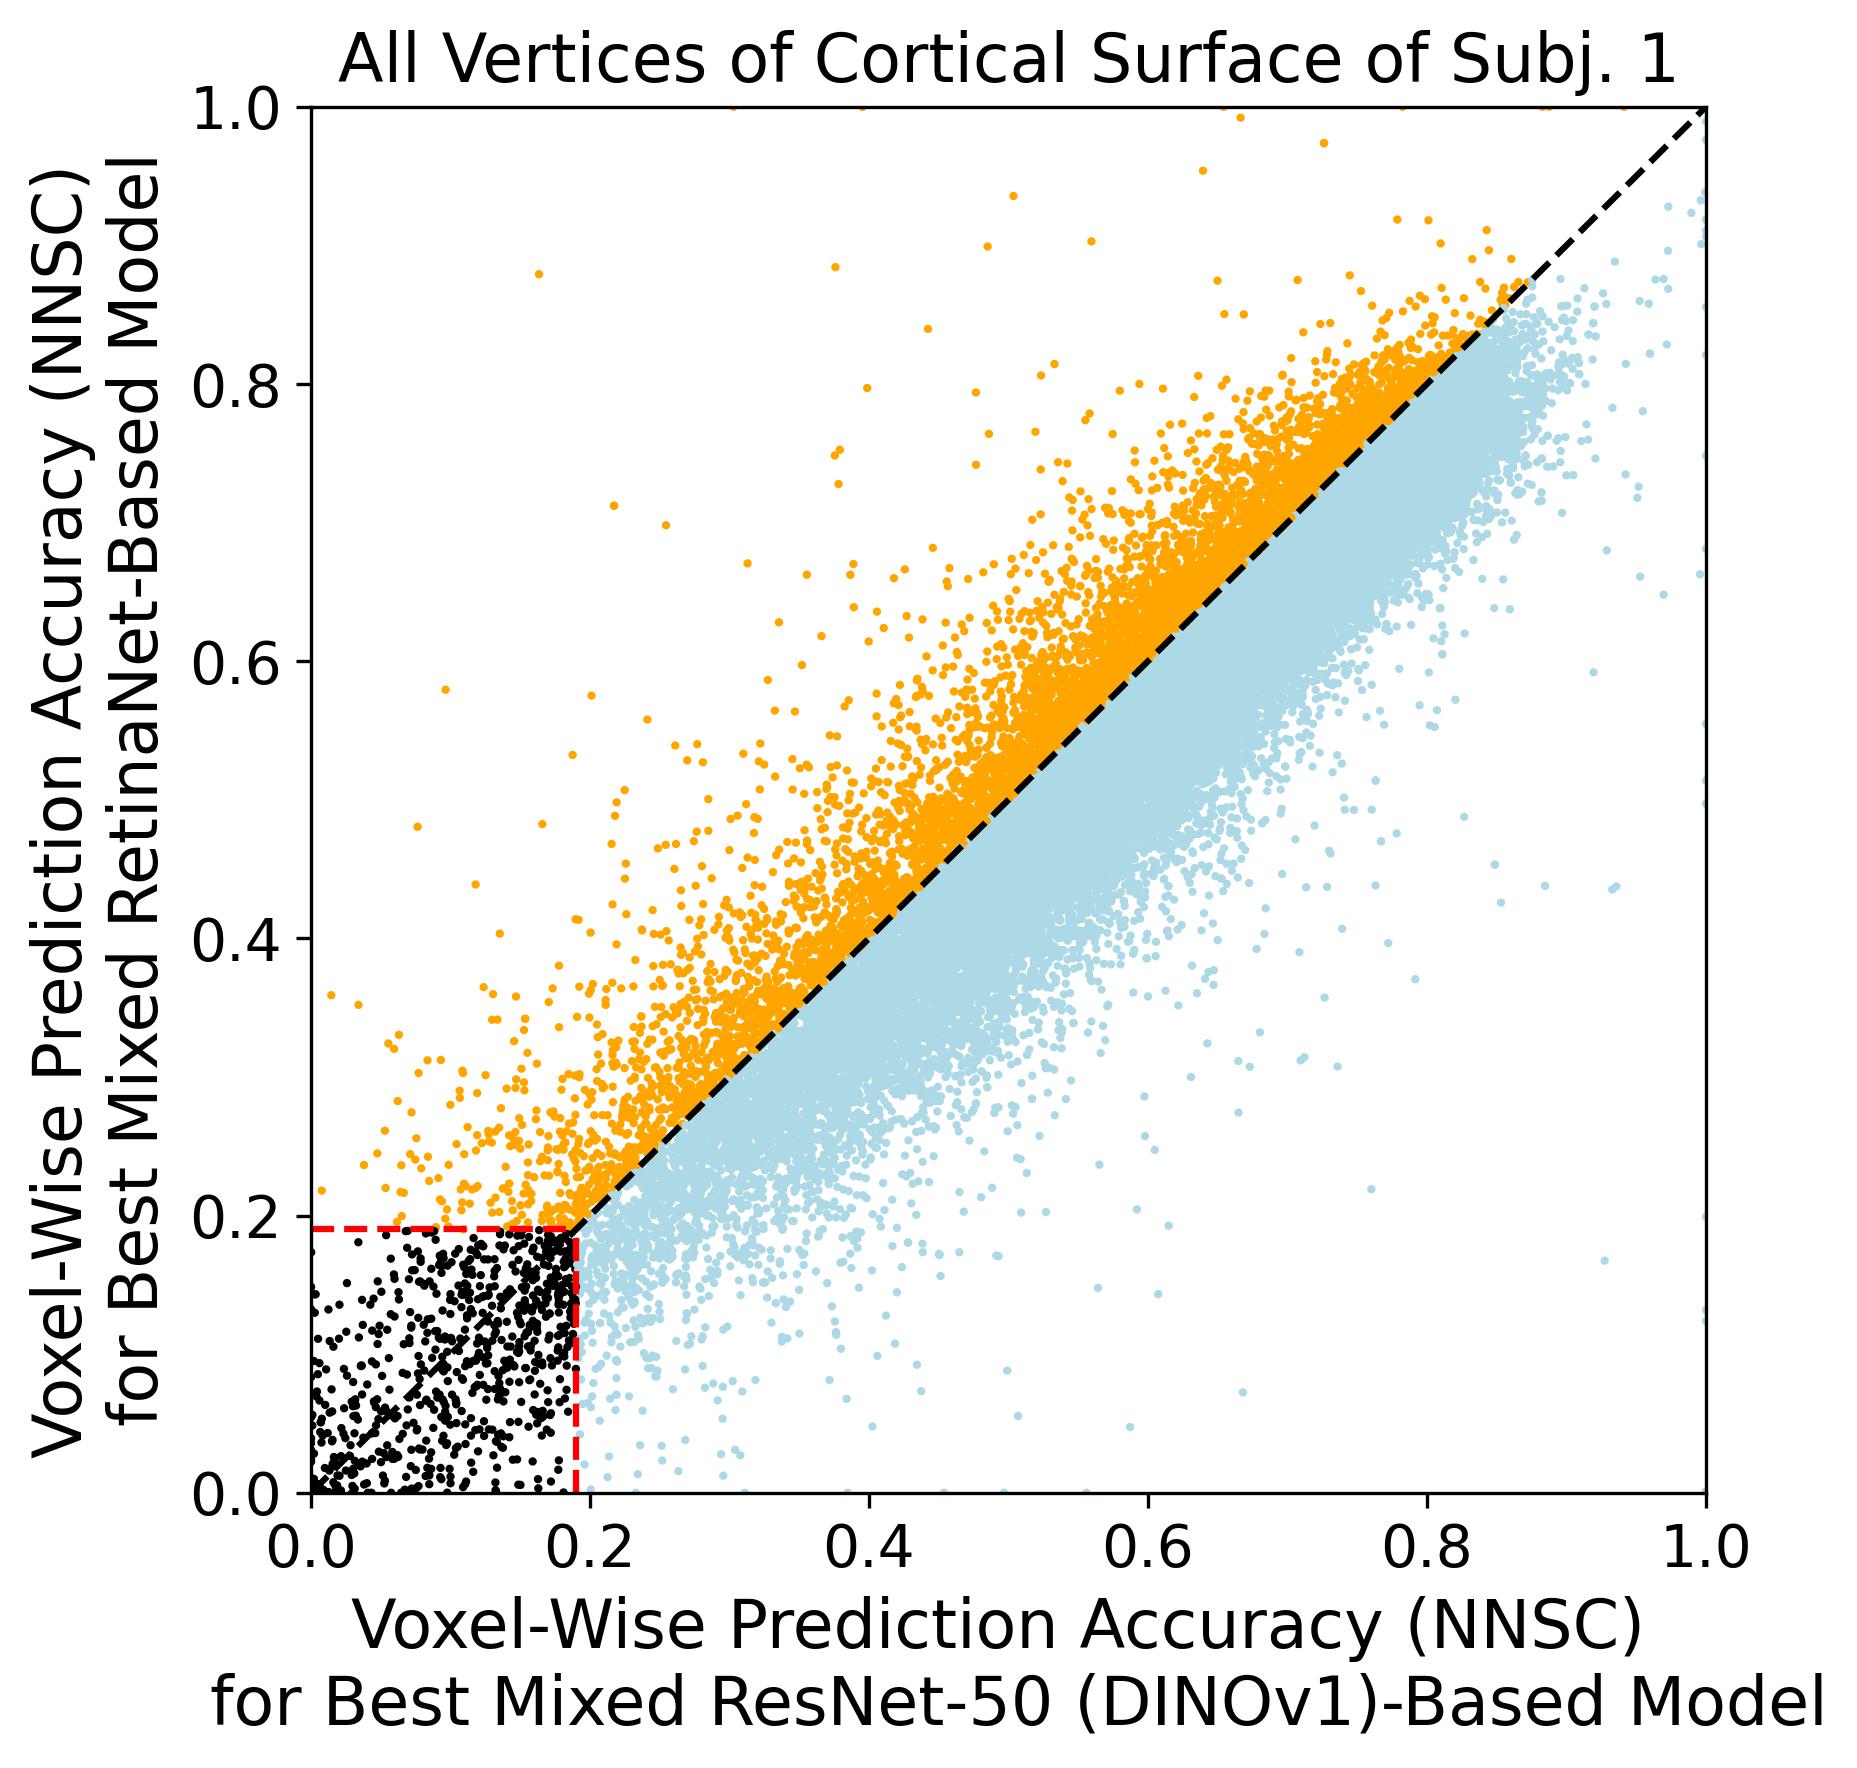 All Vertices of Cortical Surface of Subj. 1
Voxel-Wise Prediction Accuracy (NNSC)
for Best Mixed RetinaNet-Based Model
1.0
0.8
0.6
0.4
0.2
0.0
0.0 0.2 0.4 0.6 0.8 1.0
Voxel-Wise Prediction Accuracy (NNSC)
for Best Mixed ResNet-50 (DINOv1)-Based Model